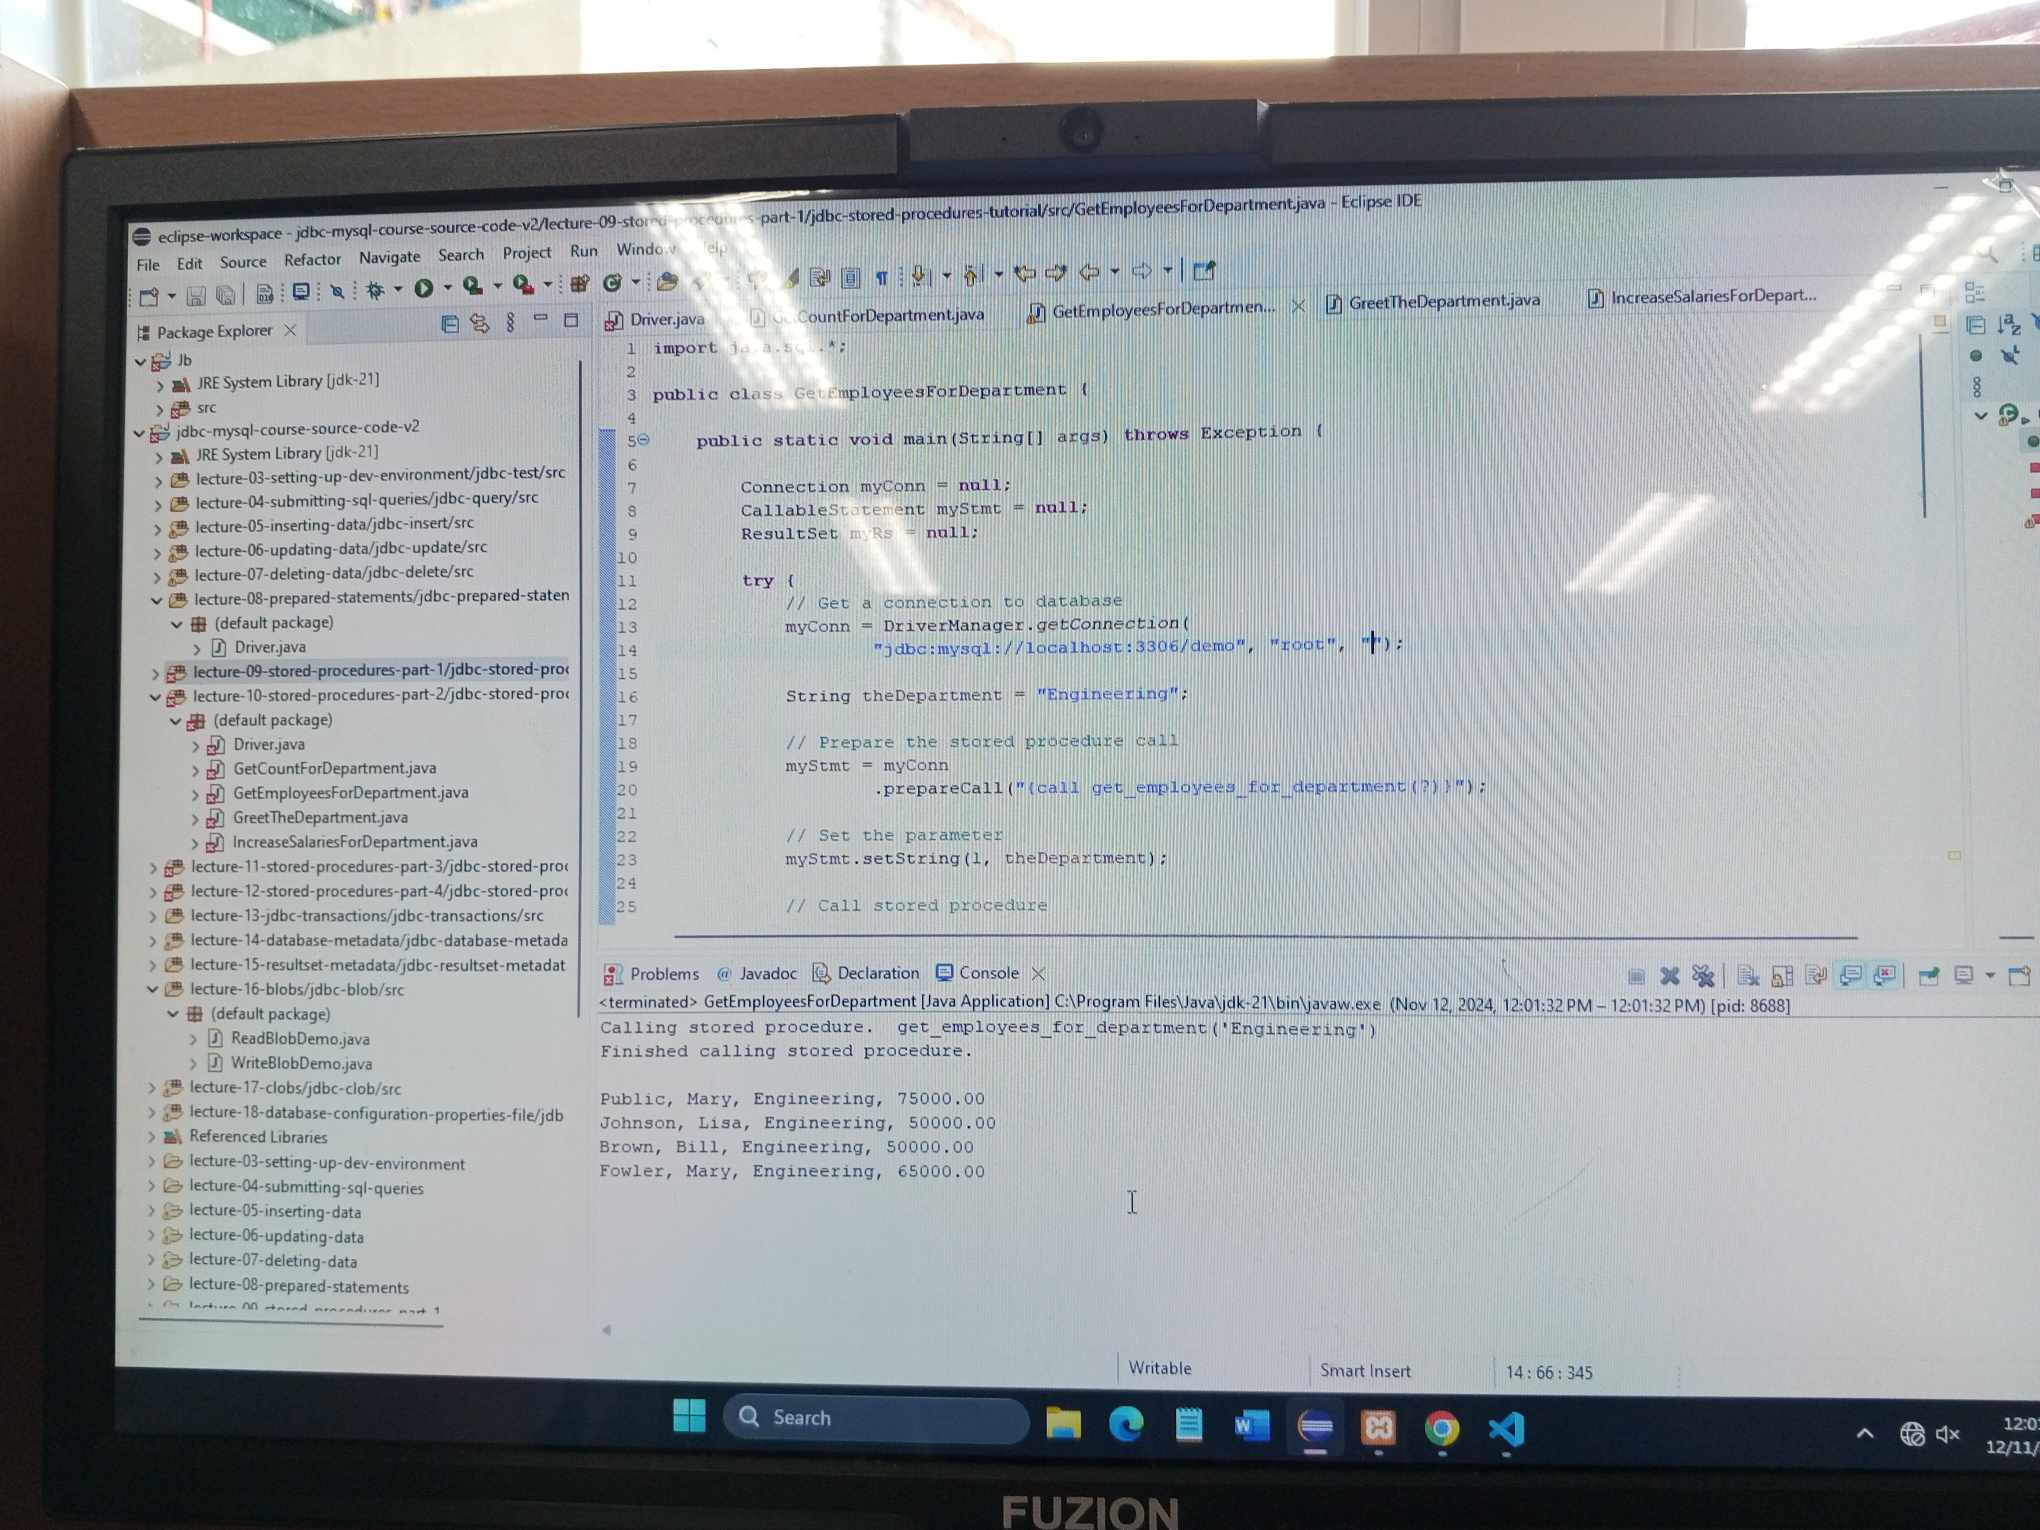 eclipse-workspace - jdbc-mysql-course-source-code-v2/lecture-09-stored-procedures-part-1/jdbc-stored-procedures-tutorial/src/GetEmployeesForDepartment.java - Eclipse IDE
File Edit Source Refactor Navigate Search Project Run Window Help
Package Explorer
Jb
JRE System Library [jdk-21]
src
jdbc-mysql-course-source-code-v2
JRE System Library [jdk-21]
lecture-03-setting-up-dev-environment/jdbc-test/src
lecture-04-submitting-sql-queries/jdbc-query/src
lecture-05-inserting-data/jdbc-insert/src
lecture-06-updating-data/jdbc-update/src
lecture-07-deleting-data/jdbc-delete/src
lecture-08-prepared-statements/jdbc-prepared-staten
(default package)
Driver.java
lecture-09-stored-procedures-part-1/jdbc-stored-proc
lecture-10-stored-procedures-part-2/jdbc-stored-proc
(default package)
Driver.java
GetCountForDepartment.java
GetEmployeesForDepartment.java
GreetTheDepartment.java
IncreaseSalariesForDepartment.java
lecture-11-stored-procedures-part-3/jdbc-stored-proc
lecture-12-stored-procedures-part-4/jdbc-stored-proc
lecture-13-jdbc-transactions/jdbc-transactions/src
lecture-14-database-metadata/jdbc-database-metada
lecture-15-resultset-metadata/jdbc-resultset-metadat
lecture-16-blobs/jdbc-blob/src
(default package)
ReadBlobDemo.java
WriteBlobDemo.java
lecture-17-clobs/jdbc-clob/src
lecture-18-database-configuration-properties-file/jdb
Referenced Libraries
lecture-03-setting-up-dev-environment
lecture-04-submitting-sql-queries
lecture-05-inserting-data
lecture-06-updating-data
lecture-07-deleting-data
lecture-08-prepared-statements
Driver.java GetCountForDepartment.java GetEmployeesForDepartmen... GreetTheDepartment.java IncreaseSalariesForDepart...
1 import java.sql.*;
2
3 public class GetEmployeesForDepartment {
4
5 public static void main(String[] args) throws Exception {
6
7 Connection myConn = null;
8 CallableStatement myStmt = null;
9 ResultSet myRs = null;
10
11 try {
12 // Get a connection to database
13 myConn = DriverManager.getConnection(
14 "jdbc:mysql://localhost:3306/demo", "root", "");
15
16 String theDepartment = "Engineering";
17
18 // Prepare the stored procedure call
19 myStmt = myConn
20 .prepareCall("{call get_employees_for_department(?)}");
21
22 // Set the parameter
23 myStmt.setString(1, theDepartment);
24
25 // Call stored procedure
Problems Javadoc Declaration Console
<terminated> GetEmployeesForDepartment [Java Application] C:\Program Files\Java\jdk-21\bin\javaw.exe (Nov 12, 2024, 12:01:32 PM – 12:01:32 PM) [pid: 8688]
Calling stored procedure. get_employees_for_department('Engineering')
Finished calling stored procedure.
Public, Mary, Engineering, 75000.00
Johnson, Lisa, Engineering, 50000.00
Brown, Bill, Engineering, 50000.00
Fowler, Mary, Engineering, 65000.00
Writable Smart Insert 14 : 66 : 345
Search
12:0
12/11/
FUZION